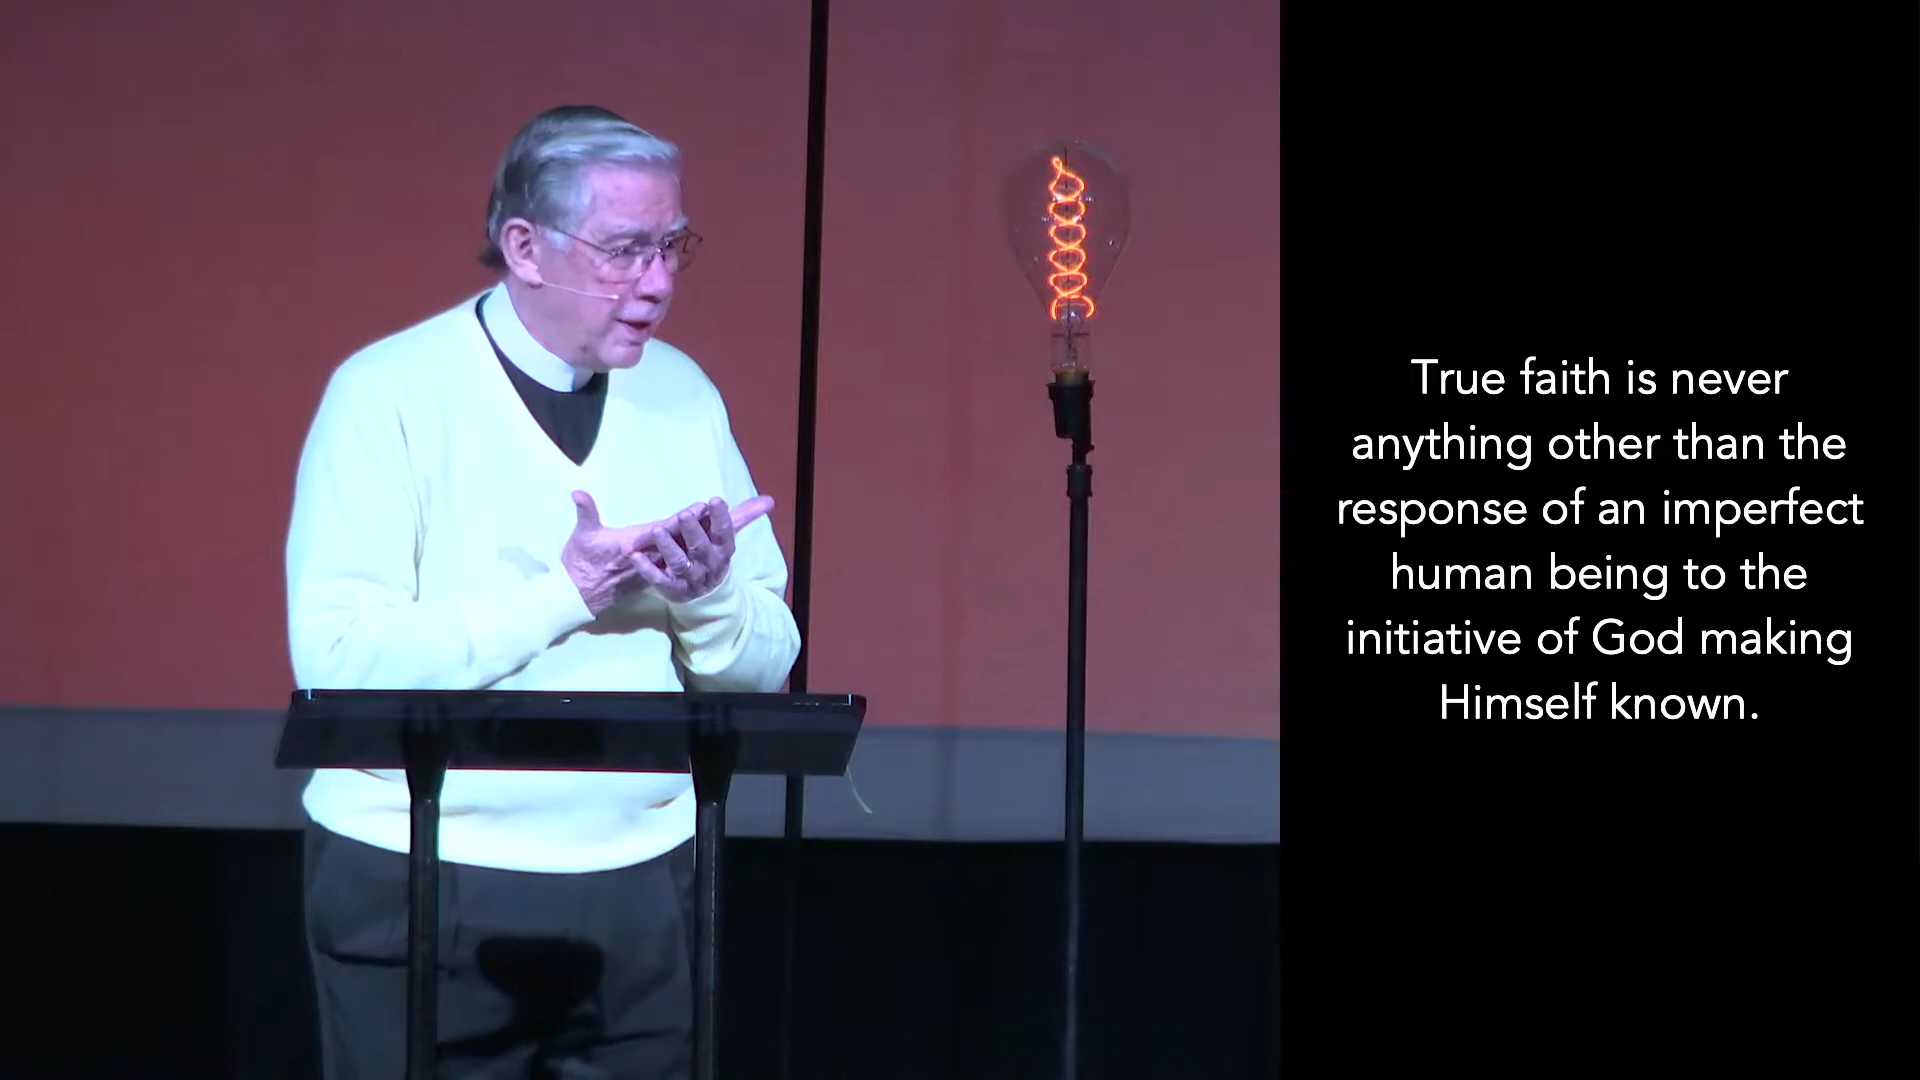 True faith is never
anything other than the
response of an imperfect
human being to the
initiative of God making
Himself known.